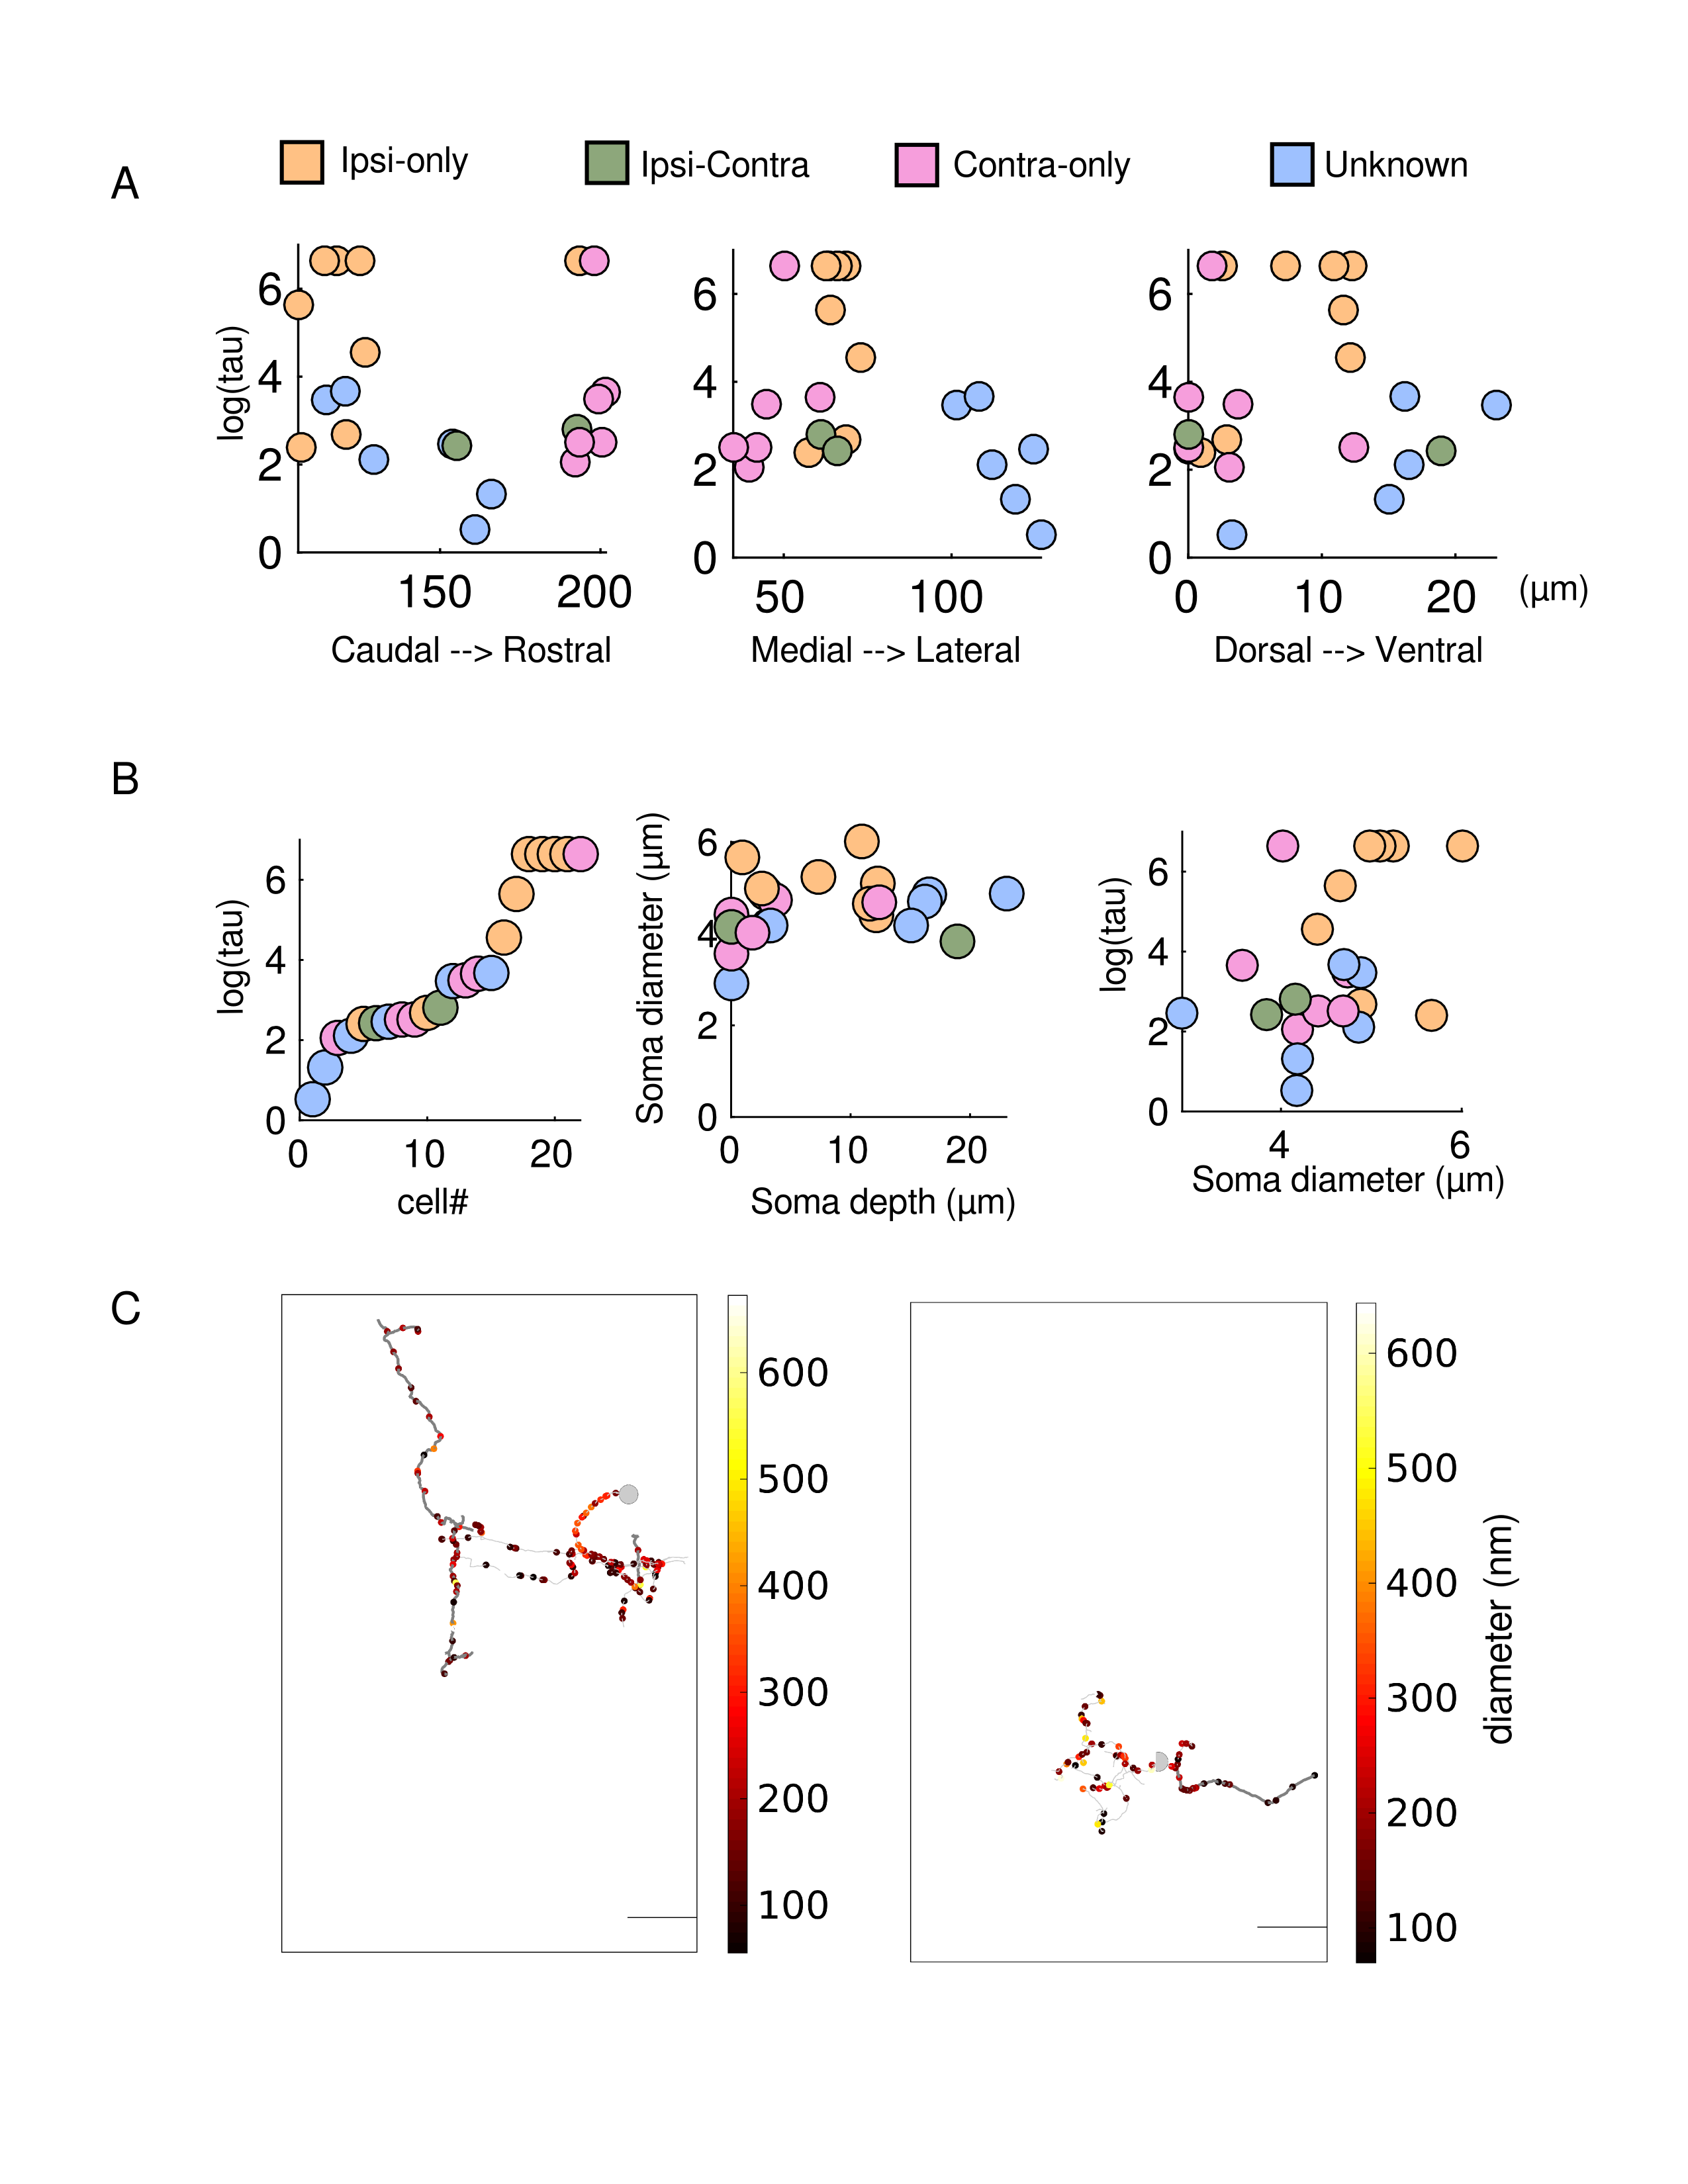 A
Ipsi-only
Ipsi-Contra
Contra-only
Unknown
log(tau)
6
4
2
0
150
200
Caudal --> Rostral
6
4
2
0
50
100
Medial --> Lateral
6
4
2
0
0
10
20
(µm)
Dorsal --> Ventral
B
log(tau)
6
4
2
0
0
10
20
cell#
Soma diameter (µm)
6
4
2
0
0
10
20
Soma depth (µm)
log(tau)
6
4
2
0
4
6
Soma diameter (µm)
C
600
500
400
300
200
100
600
500
400
300
200
100
diameter (nm)